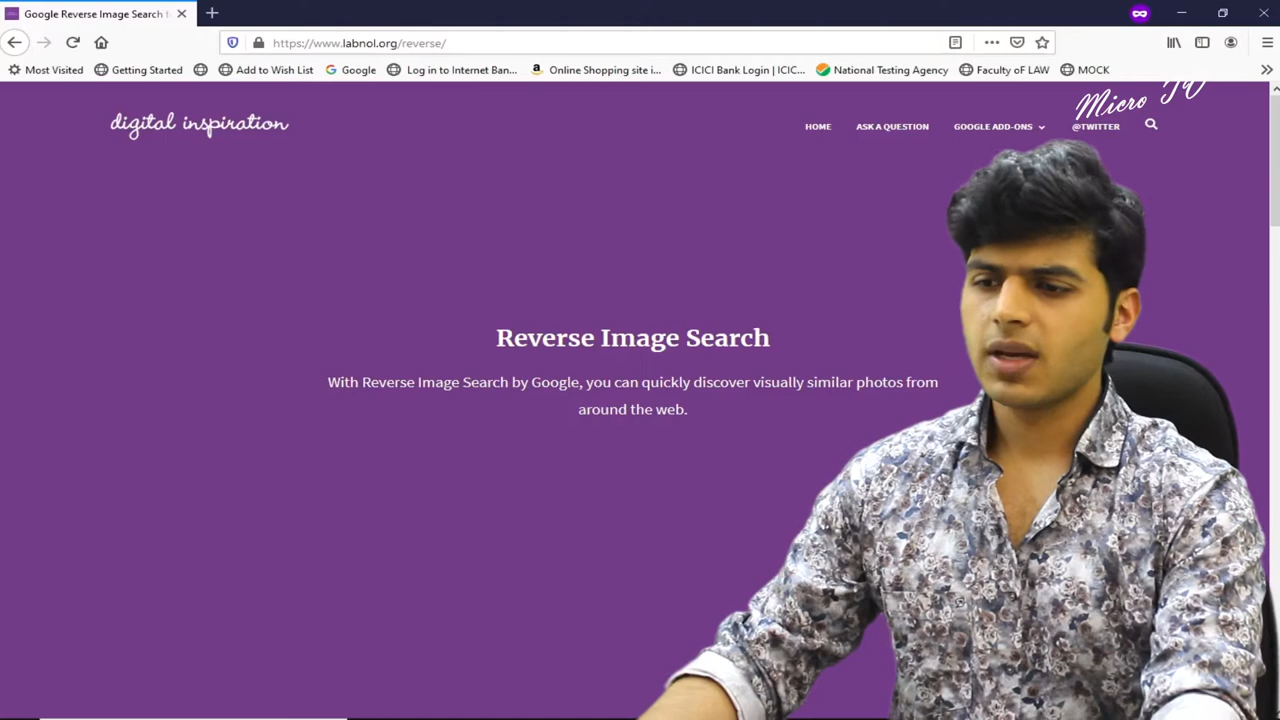 Google Reverse Image Search f
https://www.labnol.org/reverse/
Most Visited Getting Started Add to Wish List Google Log in to Internet Ban... Online Shopping site i... ICICI Bank Login | ICIC... National Testing Agency Faculty oF LAW MOCK
Micro
digital inspiration
HOME ASK A QUESTION GOOGLE ADD-ONS @TWITTER
Reverse Image Search
With Reverse Image Search by Google, you can quickly discover visually similar photos from
around the web.